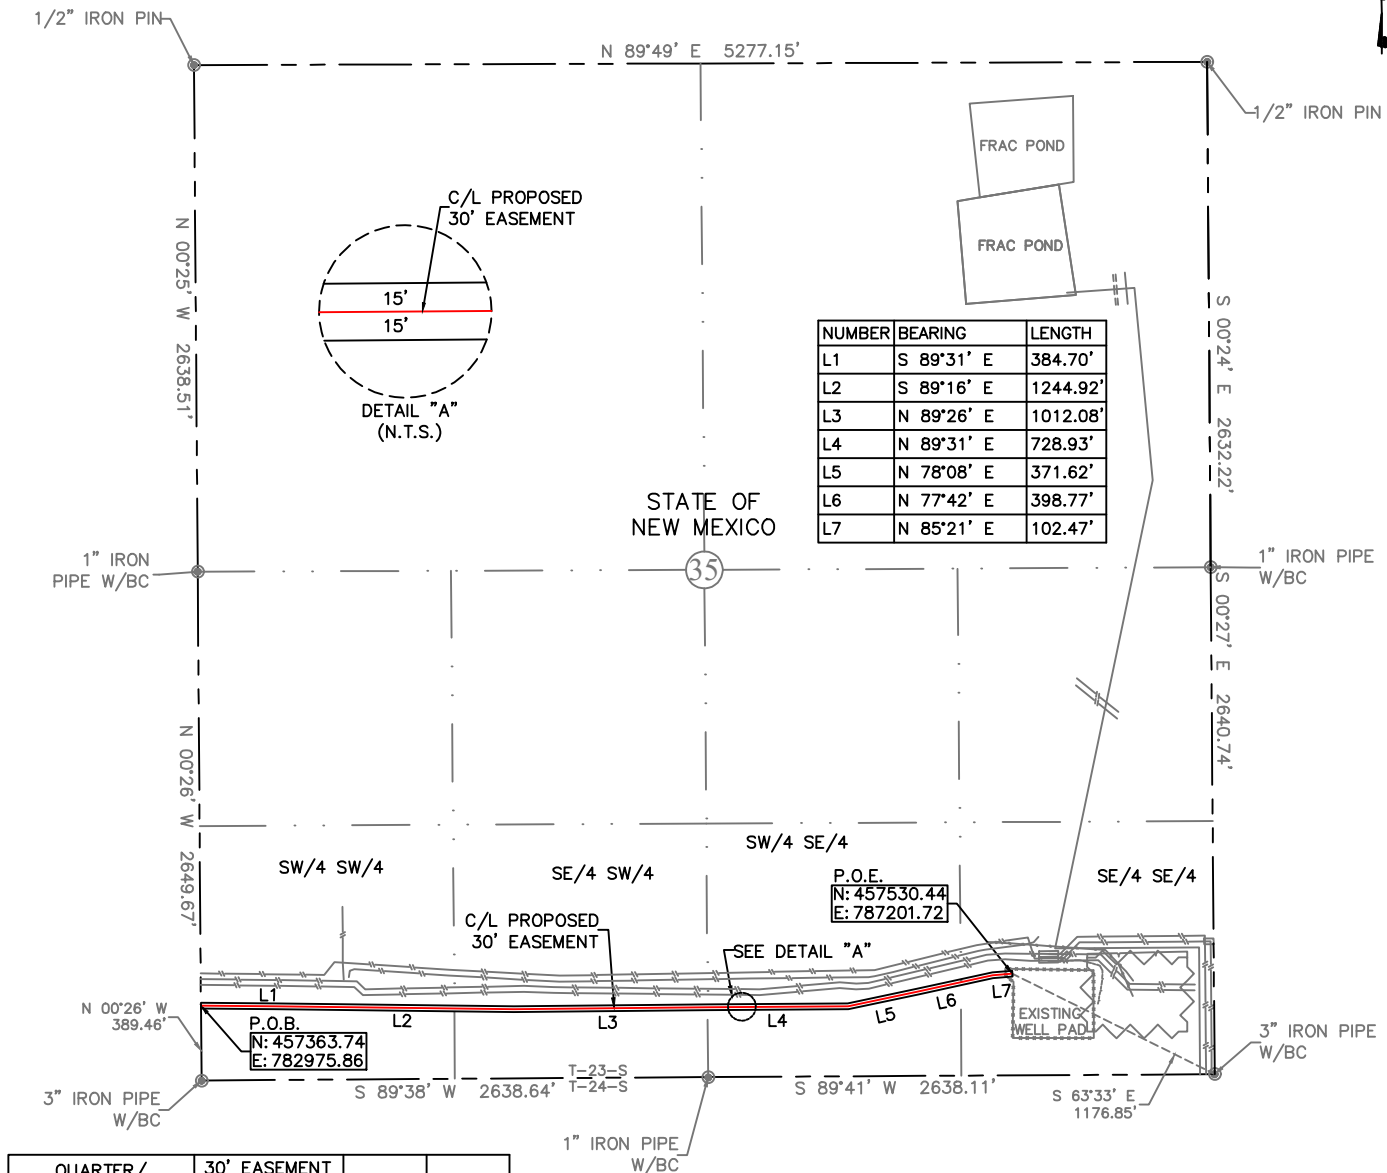 1/2" IRON PIN
N 89°49' E 5277.15'
1/2" IRON PIN
FRAC POND
FRAC POND
C/L PROPOSED
30' EASEMENT
15'
15'
DETAIL "A"
(N.T.S.)
N 00°25' W 2638.51'
S 00°24' E 2632.22'
NUMBER BEARING LENGTH
L1 S 89°31' E 384.70'
L2 S 89°16' E 1244.92'
L3 N 89°26' E 1012.08'
L4 N 89°31' E 728.93'
L5 N 78°08' E 371.62'
L6 N 77°42' E 398.77'
L7 N 85°21' E 102.47'
STATE OF
NEW MEXICO
35
1" IRON
PIPE W/BC
1" IRON PIPE
W/BC
N 00°26' W 2649.67'
S 00°27' E 2640.74'
SW/4 SW/4
SE/4 SW/4
SW/4 SE/4
SE/4 SE/4
P.O.E.
N: 457530.44
E: 787201.72
C/L PROPOSED
30' EASEMENT
SEE DETAIL "A"
L1
L2
L3
L4
L5
L6
L7
N 00°26' W
389.46'
P.O.B.
N: 457363.74
E: 782975.86
EXISTING
WELL PAD
3" IRON PIPE
W/BC
S 89°38' W 2638.64'
T-23-S
T-24-S
S 89°41' W 2638.11'
S 63°33' E
1176.85'
3" IRON PIPE
W/BC
1" IRON PIPE
W/BC
QUARTER/
30' EASEMENT